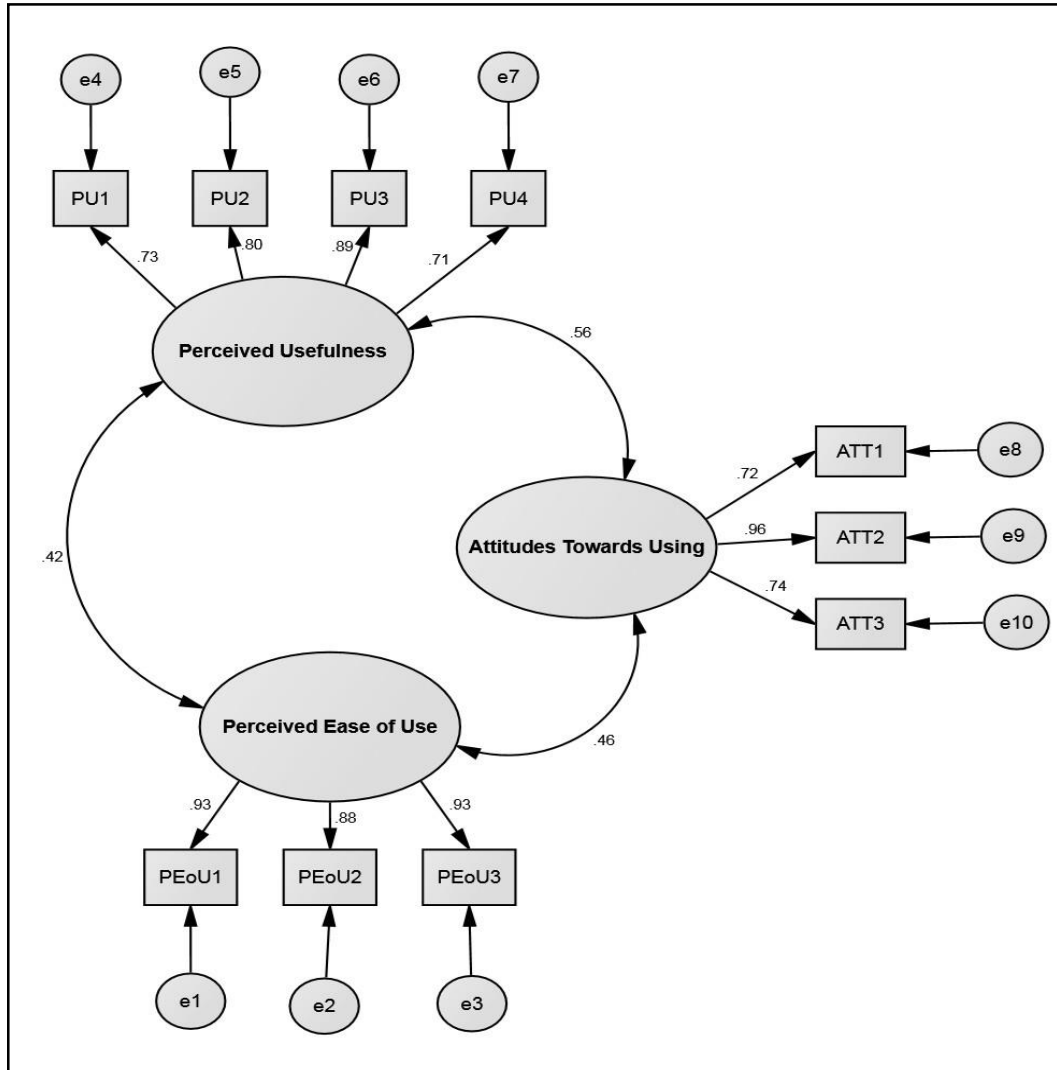 e4
e5
e6
e7
PU1
PU2
PU3
PU4
.73
.80
.89
.71
Perceived Usefulness
.56
ATT1
e8
.72
Attitudes Towards Using
.96
ATT2
e9
.42
.74
ATT3
e10
Perceived Ease of Use
.46
.93
.88
.93
PEoU1
PEoU2
PEoU3
e1
e2
e3